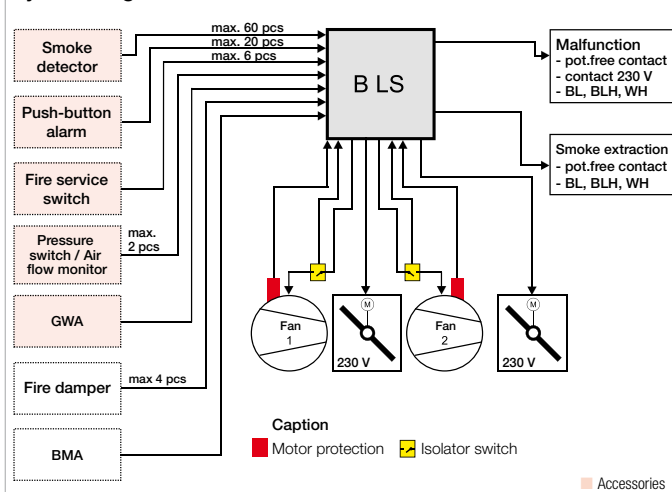 max. 60 pcs
max. 20 pcs
max. 6 pcs
Smoke
detector
Push-button
alarm
Fire service
switch
Pressure
switch / Air
flow monitor
max.
2 pcs
GWA
Fire damper
max 4 pcs
BMA
B LS
Malfunction
- pot.free contact
- contact 230 V
- BL, BLH, WH
Smoke extraction
- pot.free contact
- BL, BLH, WH
Fan
1
M
230 V
Fan
2
M
230 V
Caption
Motor protection
Isolator switch
Accessories